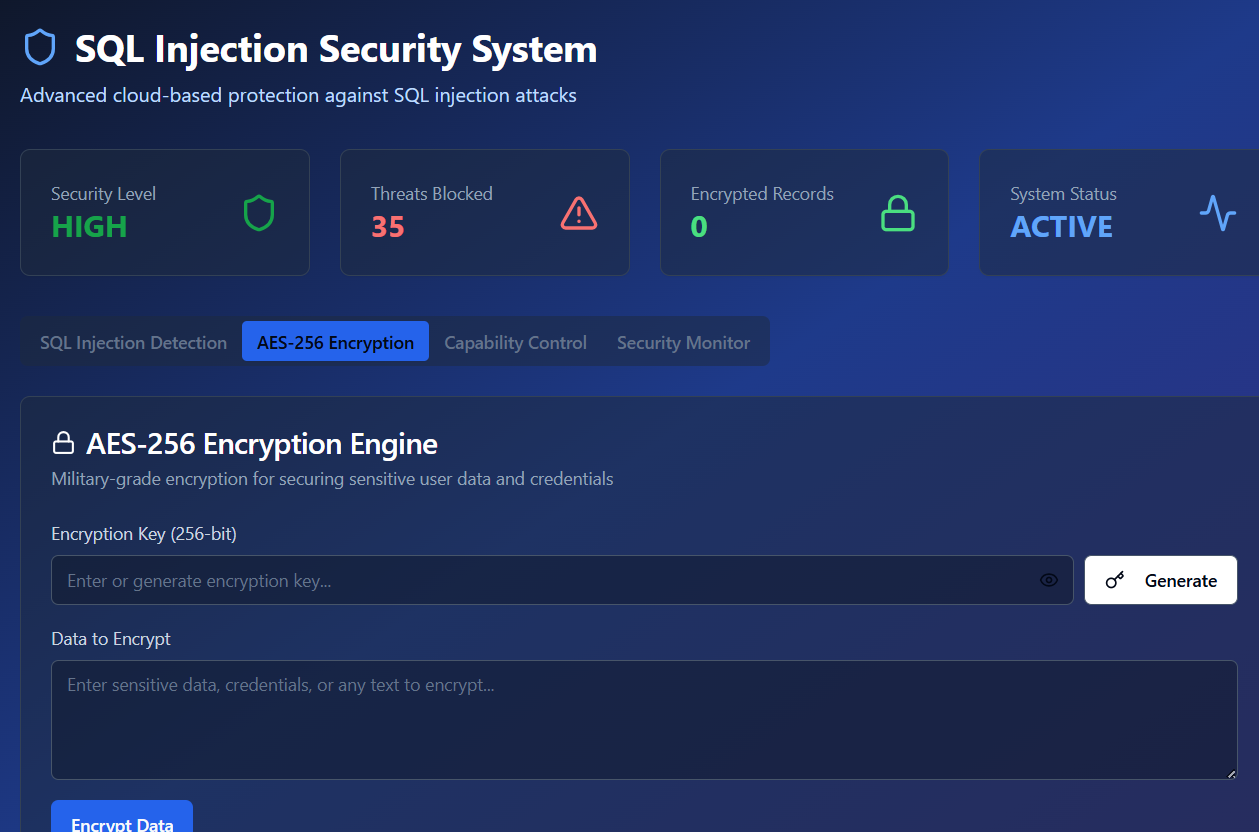 SQL Injection Security System
Advanced cloud-based protection against SQL injection attacks
Security Level
HIGH
Threats Blocked
35
Encrypted Records
0
System Status
ACTIVE
SQL Injection Detection
AES-256 Encryption
Capability Control
Security Monitor
AES-256 Encryption Engine
Military-grade encryption for securing sensitive user data and credentials
Encryption Key (256-bit)
Enter or generate encryption key...
Generate
Data to Encrypt
Enter sensitive data, credentials, or any text to encrypt...
Encrypt Data